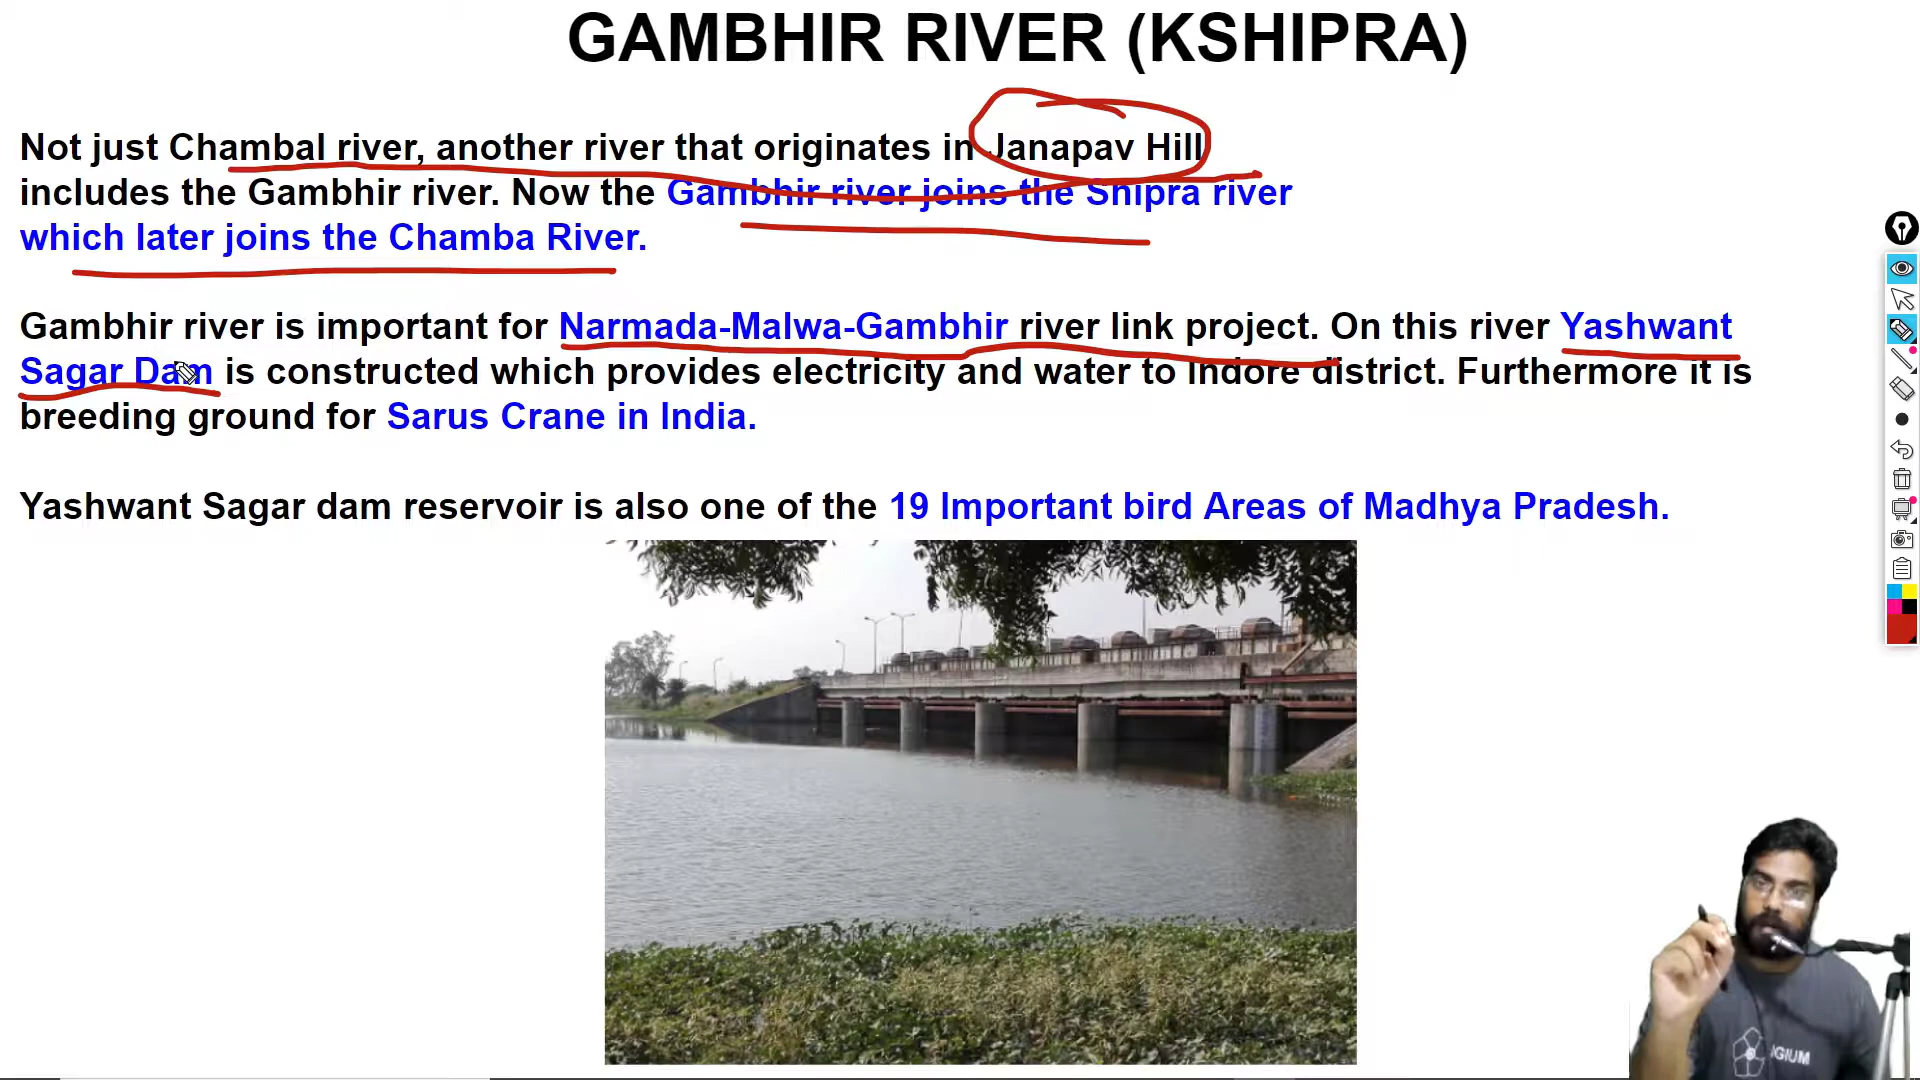 GAMBHIR RIVER (KSHIPRA)
Not just Chambal river, another river that originates in Janapav Hill
includes the Gambhir river. Now the Gambhir river joins the Shipra river
which later joins the Chamba River.
Gambhir river is important for Narmada-Malwa-Gambhir river link project. On this river Yashwant
Sagar Dam is constructed which provides electricity and water to Indore district. Furthermore it is
breeding ground for Sarus Crane in India.
Yashwant Sagar dam reservoir is also one of the 19 Important bird Areas of Madhya Pradesh.